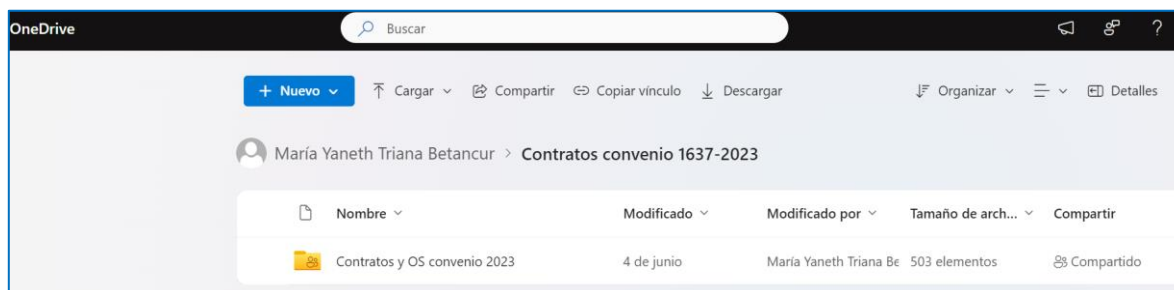 OneDrive Buscar ?
+ Nuevo Cargar Compartir Copiar vínculo Descargar Organizar Detalles
María Yaneth Triana Betancur > Contratos convenio 1637-2023
Nombre Modificado Modificado por Tamaño de arch... Compartir
Contratos y OS convenio 2023 4 de junio María Yaneth Triana Be 503 elementos Compartido